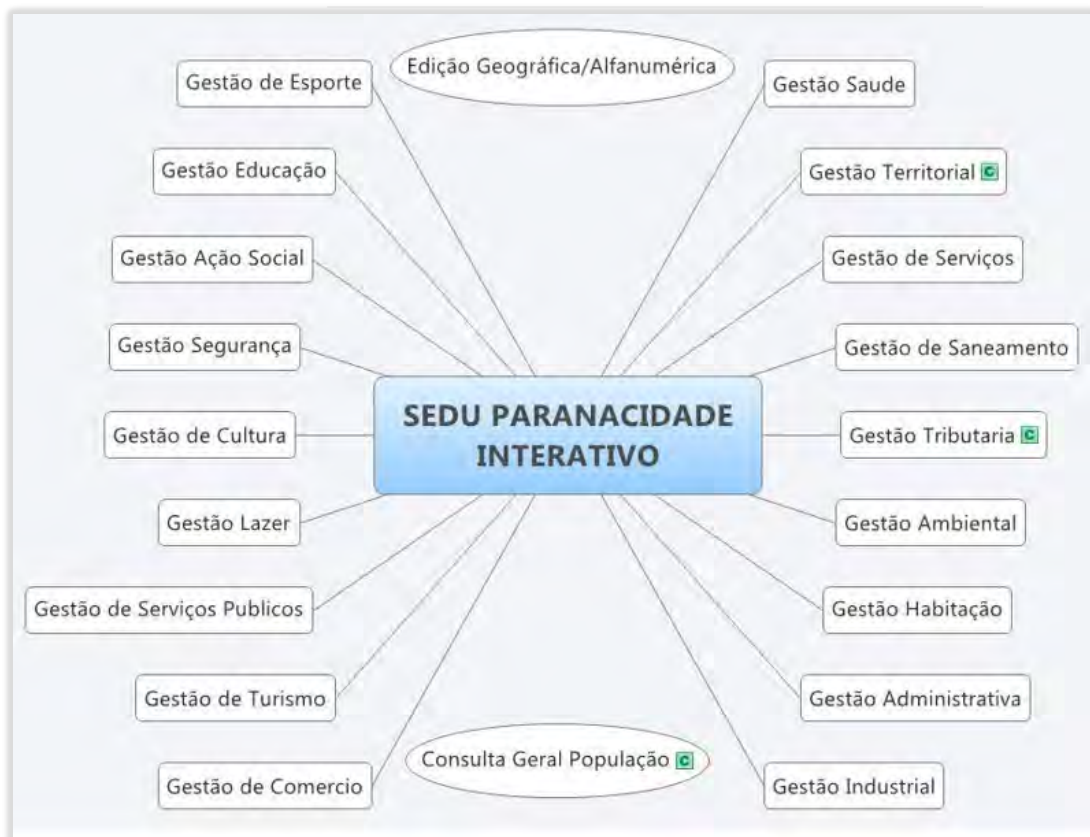 Edição Geográfica/Alfanumérica
Gestão de Esporte
Gestão Saude
Gestão Educação
Gestão Territorial C
Gestão Ação Social
Gestão de Serviços
Gestão Segurança
Gestão de Saneamento
SEDU PARANACIDADE
INTERATIVO
Gestão de Cultura
Gestão Tributaria C
Gestão Lazer
Gestão Ambiental
Gestão de Serviços Publicos
Gestão Habitação
Gestão de Turismo
Gestão Administrativa
Consulta Geral População C
Gestão de Comercio
Gestão Industrial